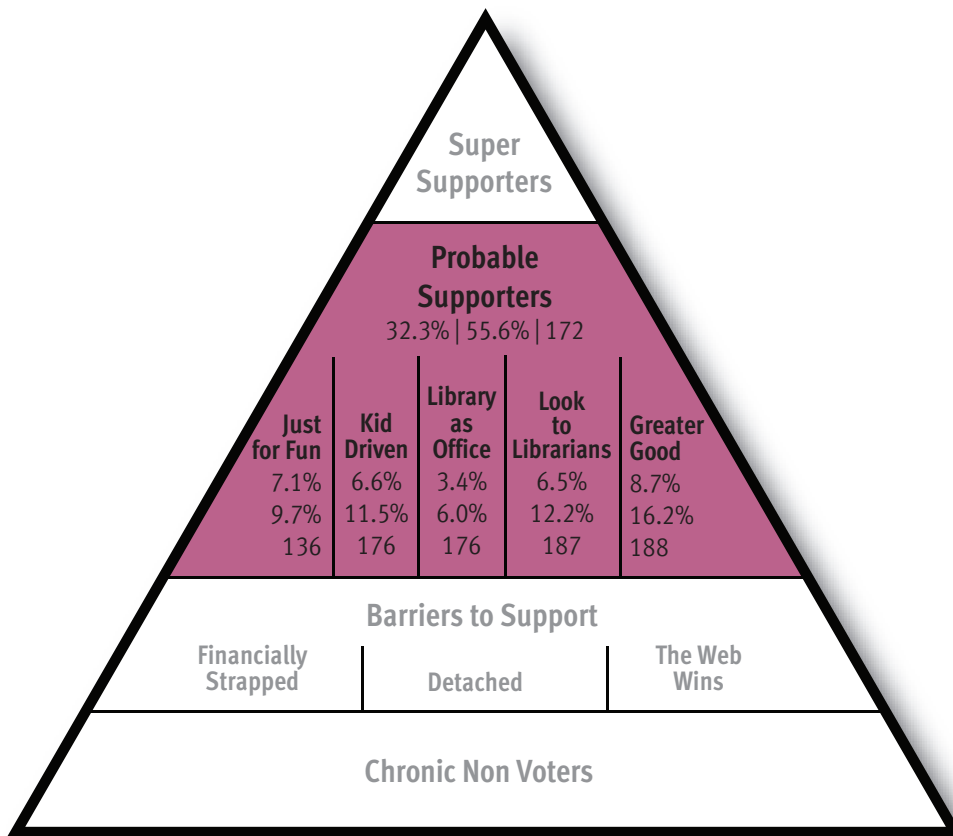 Super
Supporters
Probable
Supporters
32.3% | 55.6% | 172
Just
for Fun
7.1%
9.7%
136
Kid
Driven
6.6%
11.5%
176
Library
as
Office
3.4%
6.0%
176
Look
to
Librarians
6.5%
12.2%
187
Greater
Good
8.7%
16.2%
188
Barriers to Support
Financially
Strapped
Detached
The Web
Wins
Chronic Non Voters